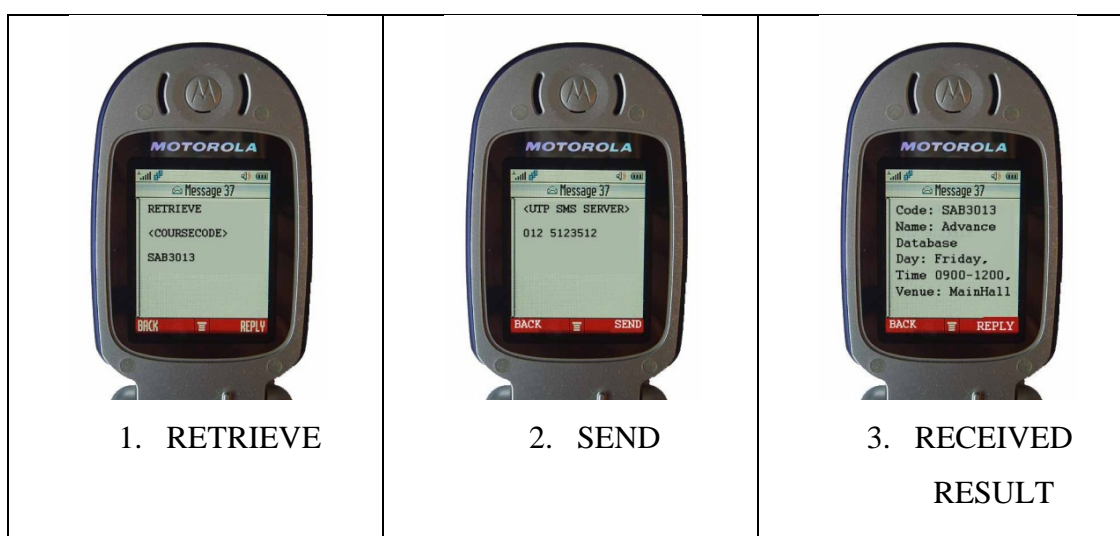 MOTOROLA
Message 37
RETRIEVE
<COURSECODE>
SAB3013
BACK REPLY
1. RETRIEVE
MOTOROLA
Message 37
<UTP SMS SERVER>
012 5123512
BACK SEND
2. SEND
MOTOROLA
Message 37
Code: SAB3013
Name: Advance
Database
Day: Friday,
Time 0900-1200,
Venue: MainHall
BACK REPLY
3. RECEIVED
RESULT